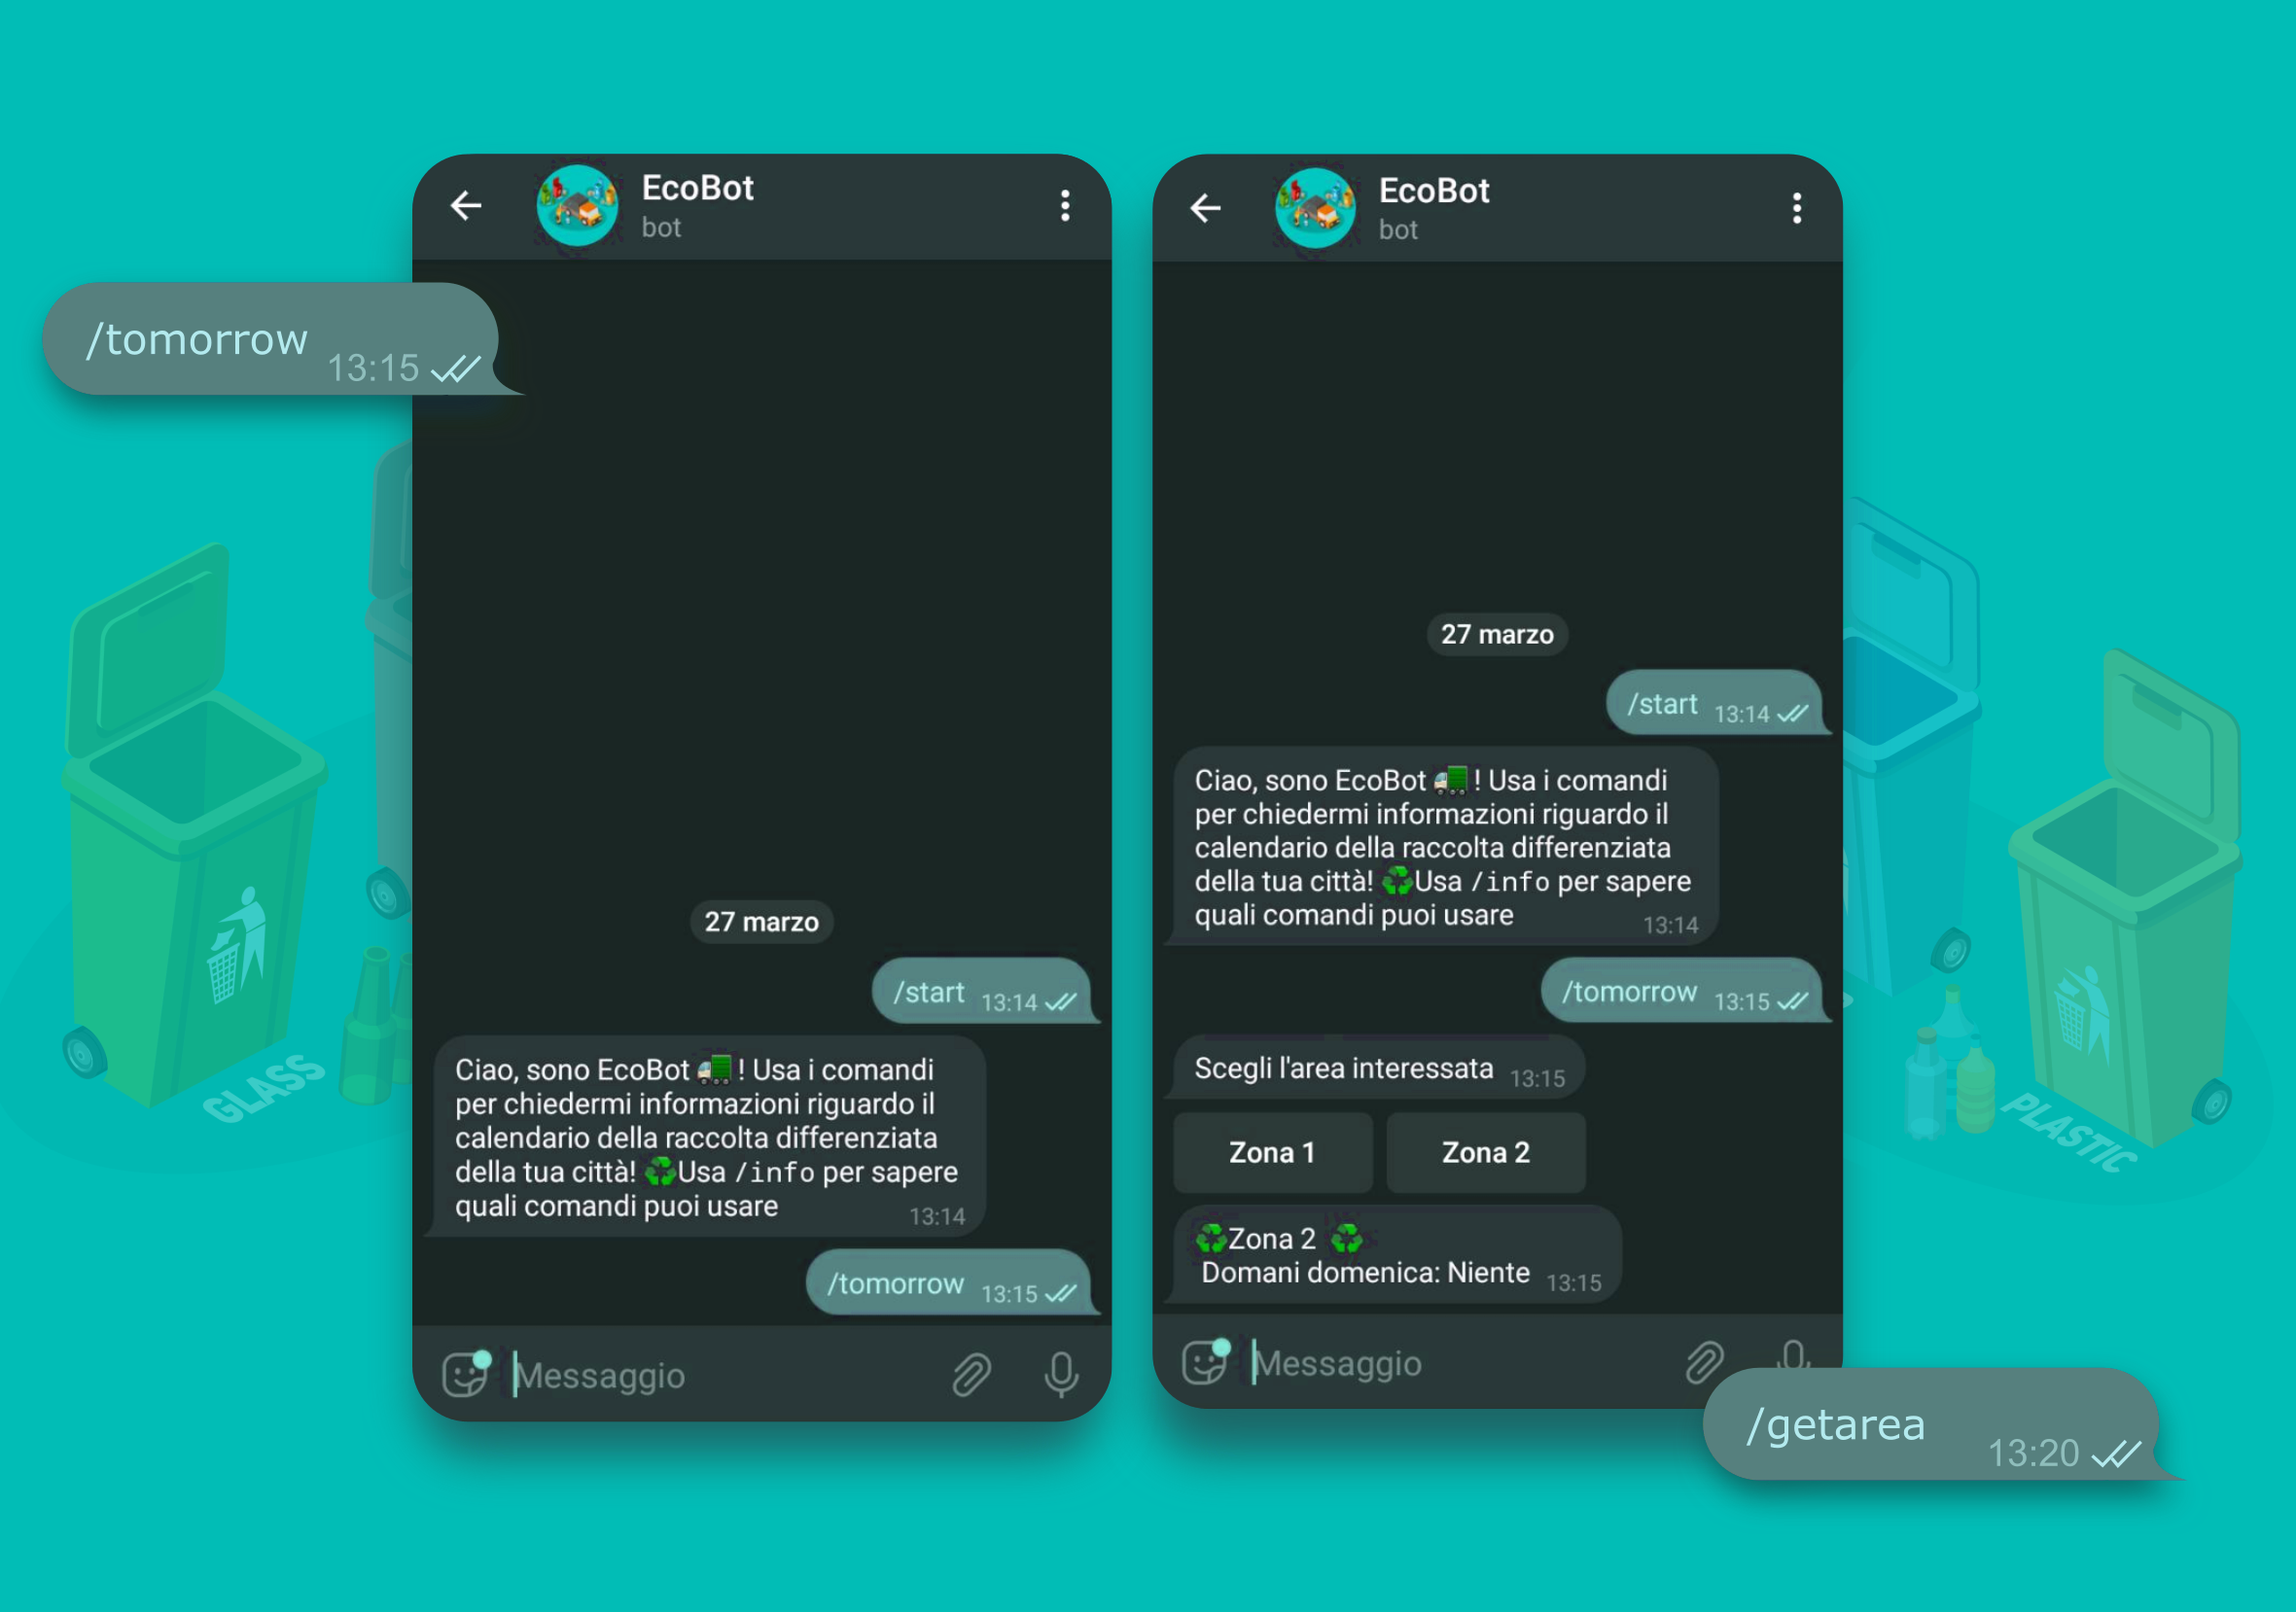 /tomorrow
13:15
EcoBot
bot
27 marzo
/start 13:14
Ciao, sono EcoBot🚛! Usa i comandi
per chiedermi informazioni riguardo il
calendario della raccolta differenziata
della tua città! ♻Usa /info per sapere
quali comandi puoi usare 13:14
/tomorrow 13:15
Messaggio
EcoBot
bot
27 marzo
/start 13:14
Ciao, sono EcoBot🚛! Usa i comandi
per chiedermi informazioni riguardo il
calendario della raccolta differenziata
della tua città! ♻Usa /info per sapere
quali comandi puoi usare 13:14
/tomorrow 13:15
Scegli l'area interessata 13:15
Zona 1 Zona 2
♻Zona 2 ♻
Domani domenica: Niente 13:15
Messaggio
/getarea
13:20
GLASS
PLASTIC